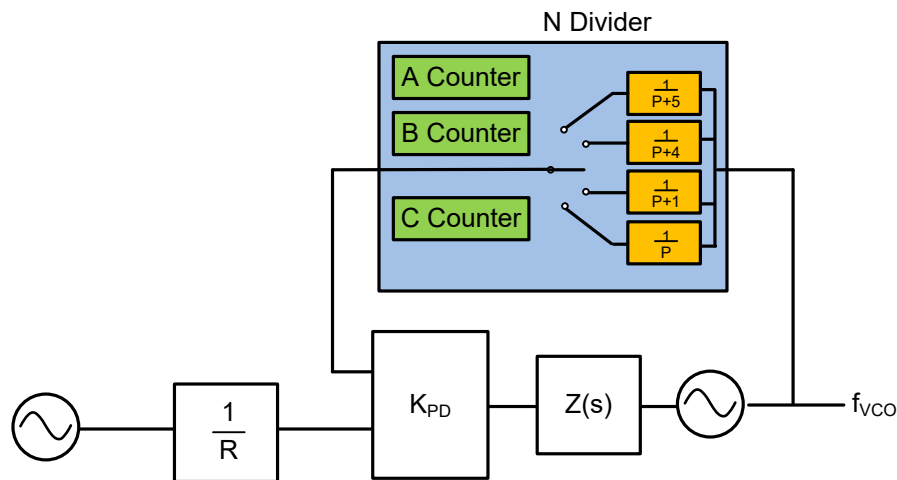 N Divider
A Counter
B Counter
C Counter
1
P+5
1
P+4
1
P+1
1
P
1
R
KPD
Z(s)
fVCO